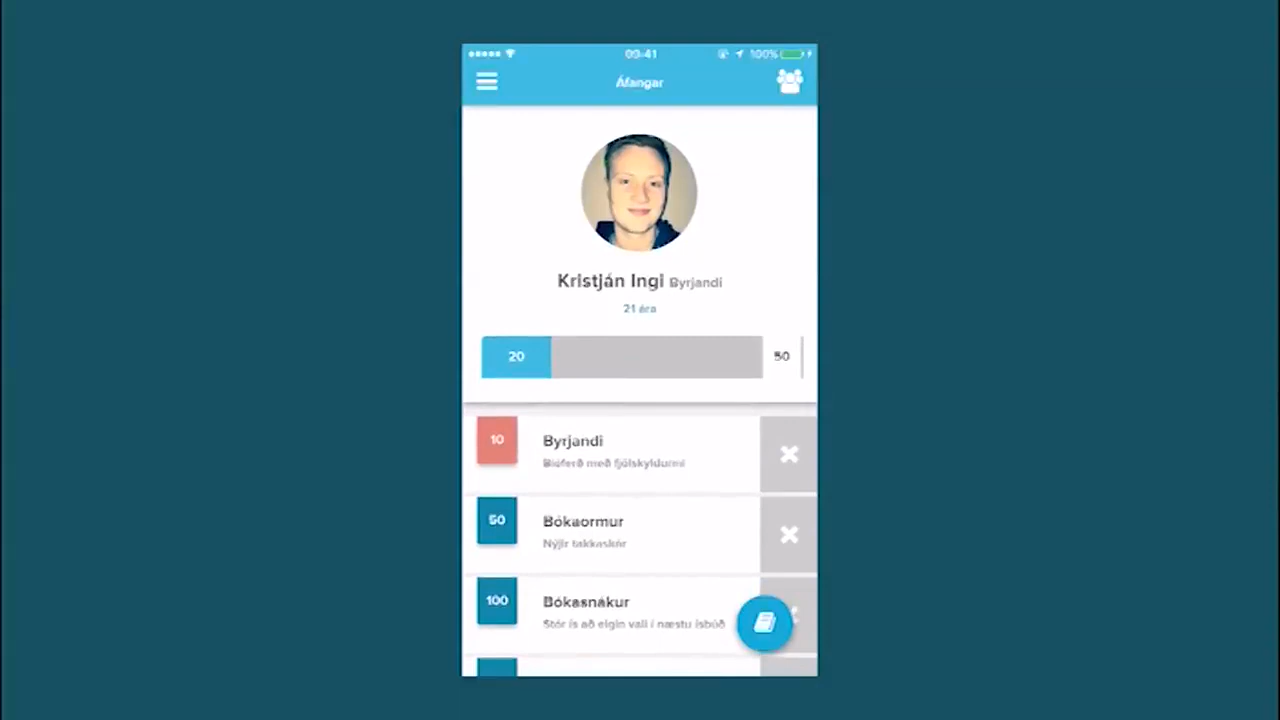 09:41
100%
Áfangar
Kristján Ingi Byrjandi
21 ára
20
50
10
Byrjandi
Bíóferð með fjölskyldunni
50
Bókaormur
Nýjir takkaskór
100
Bókasnákur
Stór ís að eigin vali í næstu ísbúð